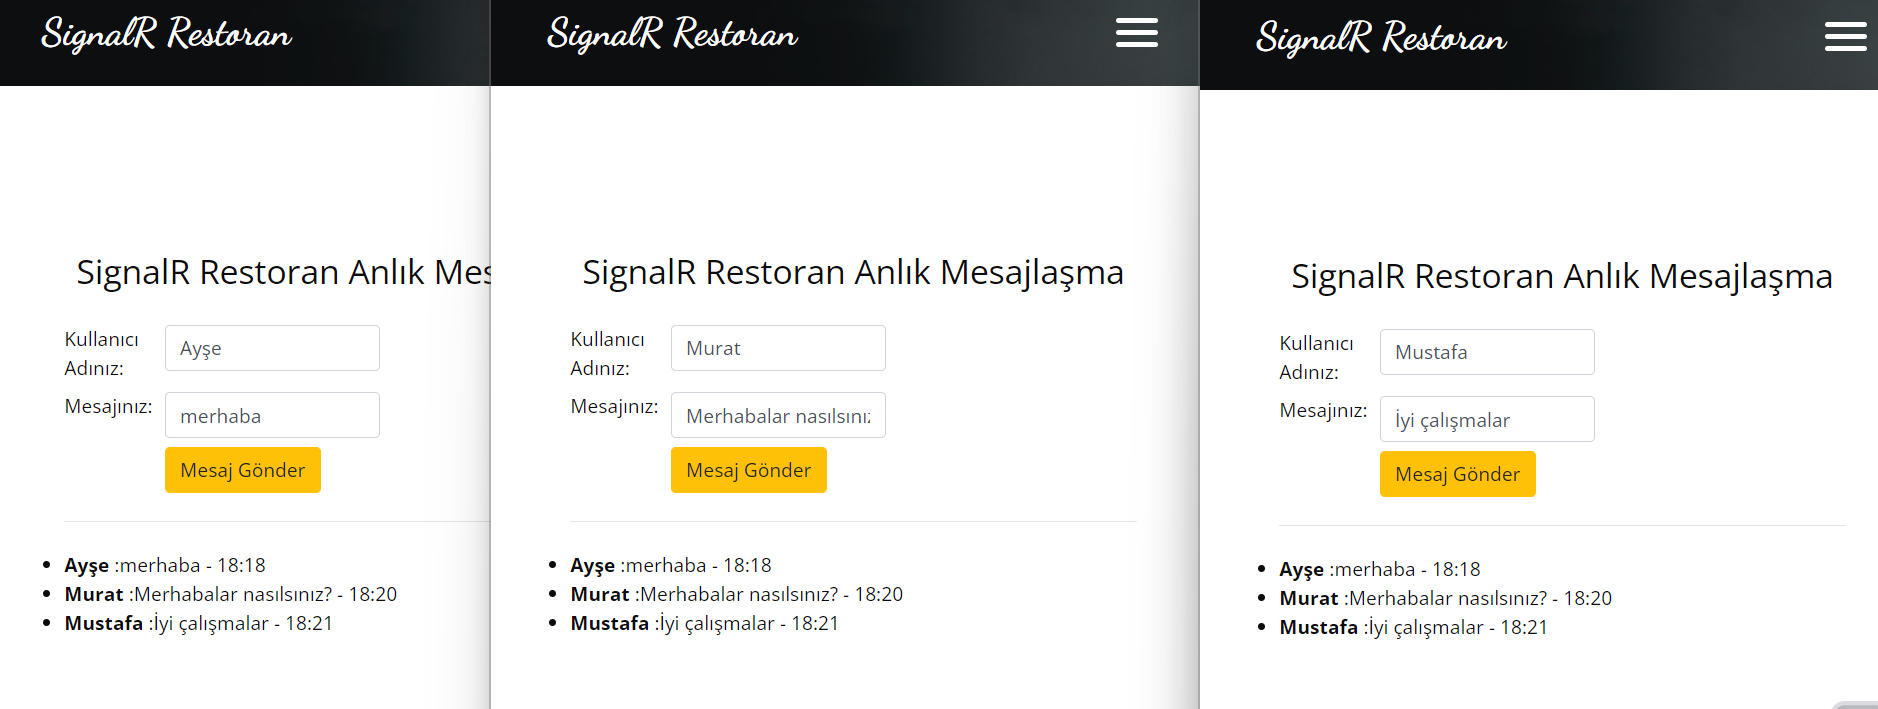 SignalR Restoran
SignalR Restoran Anlık Mes
Kullanıcı
Adınız:
Ayşe
Mesajınız:
merhaba
Mesaj Gönder
Ayşe :merhaba - 18:18
Murat :Merhabalar nasılsınız? - 18:20
Mustafa :İyi çalışmalar - 18:21
SignalR Restoran
SignalR Restoran Anlık Mesajlaşma
Kullanıcı
Adınız:
Murat
Mesajınız:
Merhabalar nasılsını
Mesaj Gönder
Ayşe :merhaba - 18:18
Murat :Merhabalar nasılsınız? - 18:20
Mustafa :İyi çalışmalar - 18:21
SignalR Restoran
SignalR Restoran Anlık Mesajlaşma
Kullanıcı
Adınız:
Mustafa
Mesajınız:
İyi çalışmalar
Mesaj Gönder
Ayşe :merhaba - 18:18
Murat :Merhabalar nasılsınız? - 18:20
Mustafa :İyi çalışmalar - 18:21